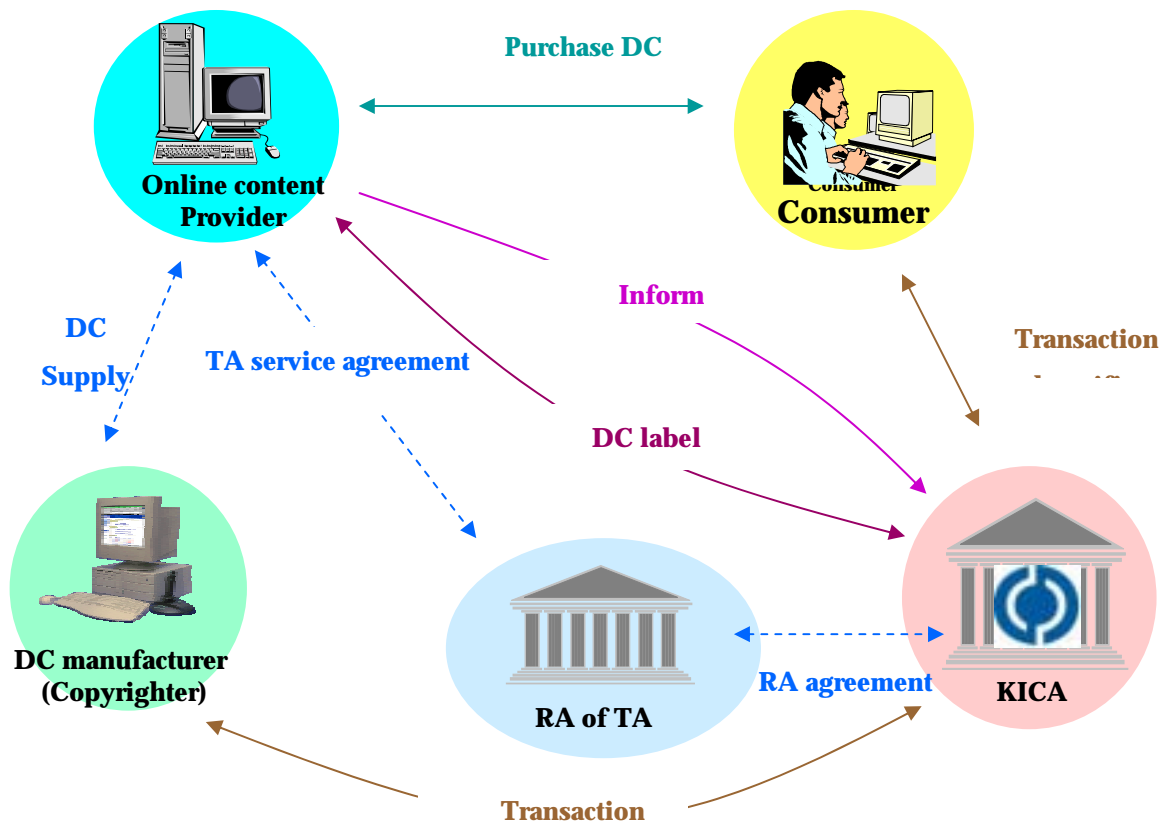 Purchase DC
Online content
Provider
Consumer
Consumer
Inform
DC
Supply
TA service agreement
Transaction
DC label
DC manufacturer
(Copyrighter)
RA of TA
RA agreement
KICA
Transaction